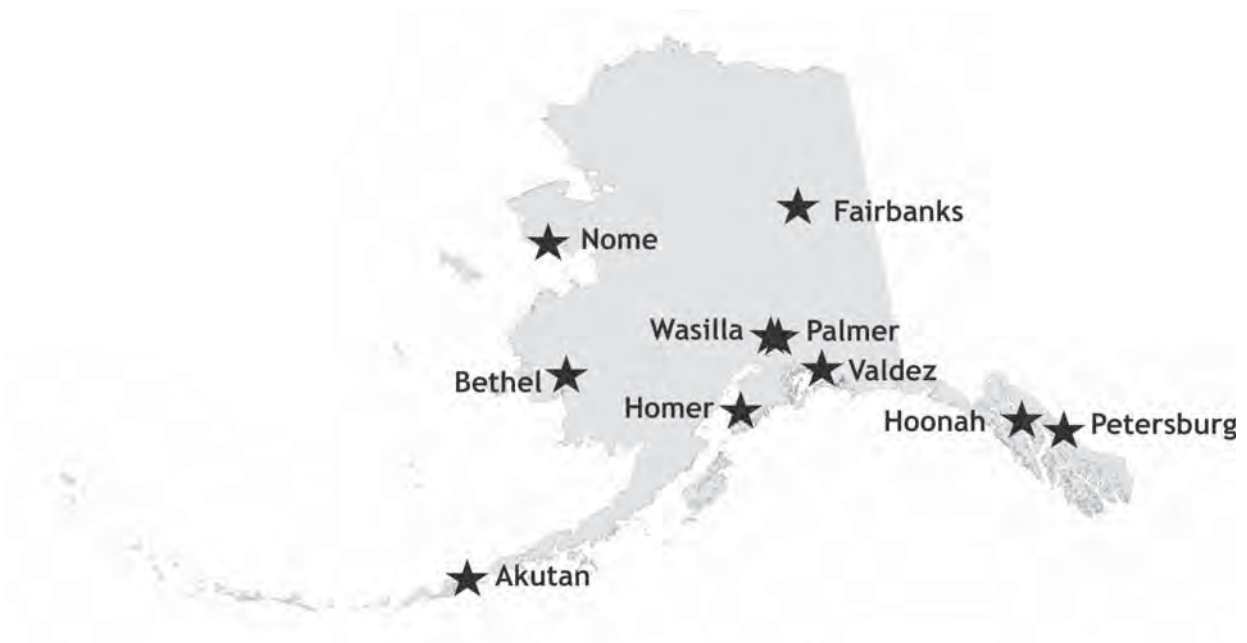 Fairbanks
Nome
Wasilla
Palmer
Valdez
Bethel
Homer
Hoonah
Petersburg
Akutan